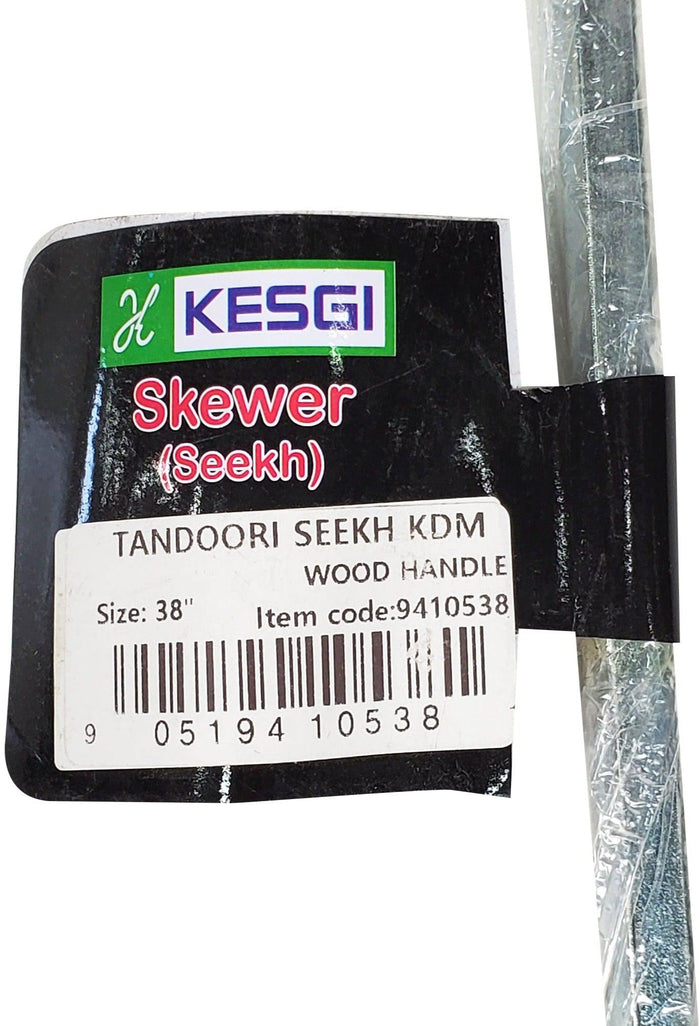 H KESGI
Skewer
(Seekh)
TANDOORI SEEKH KDM
WOOD HANDLE
Size: 38" Item code:9410538
9 05194 10538